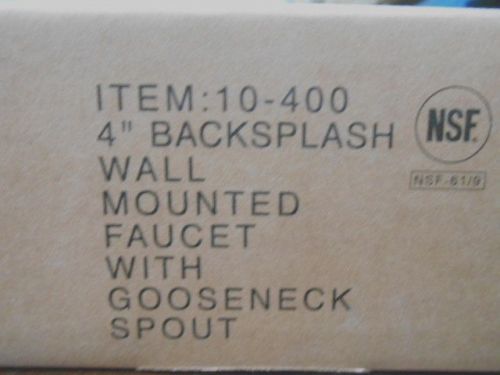 ITEM:10-400
4" BACKSPLASH
WALL
MOUNTED
FAUCET
WITH
GOOSENECK
SPOUT
NSF.
NSF-61/9